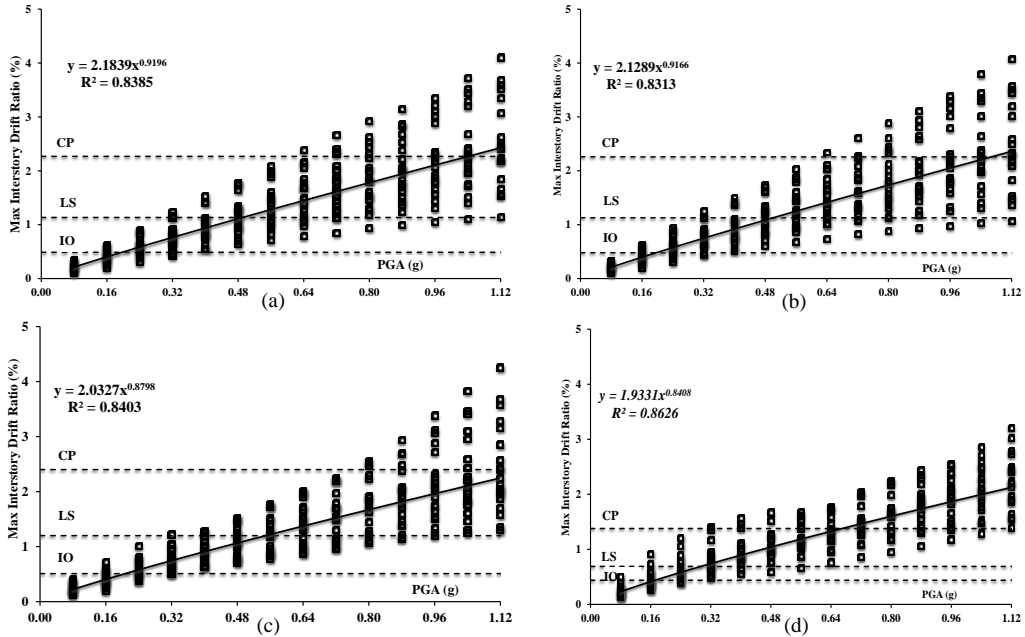 5
4
3
2
1
0
Max Interstory Drift Ratio (%)
y = 2.1839x^0.9196
R² = 0.8385
CP
LS
IO
PGA (g)
0.00 0.16 0.32 0.48 0.64 0.80 0.96 1.12
(a)
5
4
3
2
1
0
Max Interstory Drift Ratio (%)
y = 2.1289x^0.9166
R² = 0.8313
CP
LS
IO
PGA (g)
0.00 0.16 0.32 0.48 0.64 0.80 0.96 1.12
(b)
5
4
3
2
1
0
Max Interstory Drift Ratio (%)
y = 2.0327x^0.8798
R² = 0.8403
CP
LS
IO
PGA (g)
0.00 0.16 0.32 0.48 0.64 0.80 0.96 1.12
(c)
5
4
3
2
1
0
Max Interstory Drift Ratio (%)
y = 1.9331x^0.8408
R² = 0.8626
CP
LS
IO
PGA (g)
0.00 0.16 0.32 0.48 0.64 0.80 0.96 1.12
(d)